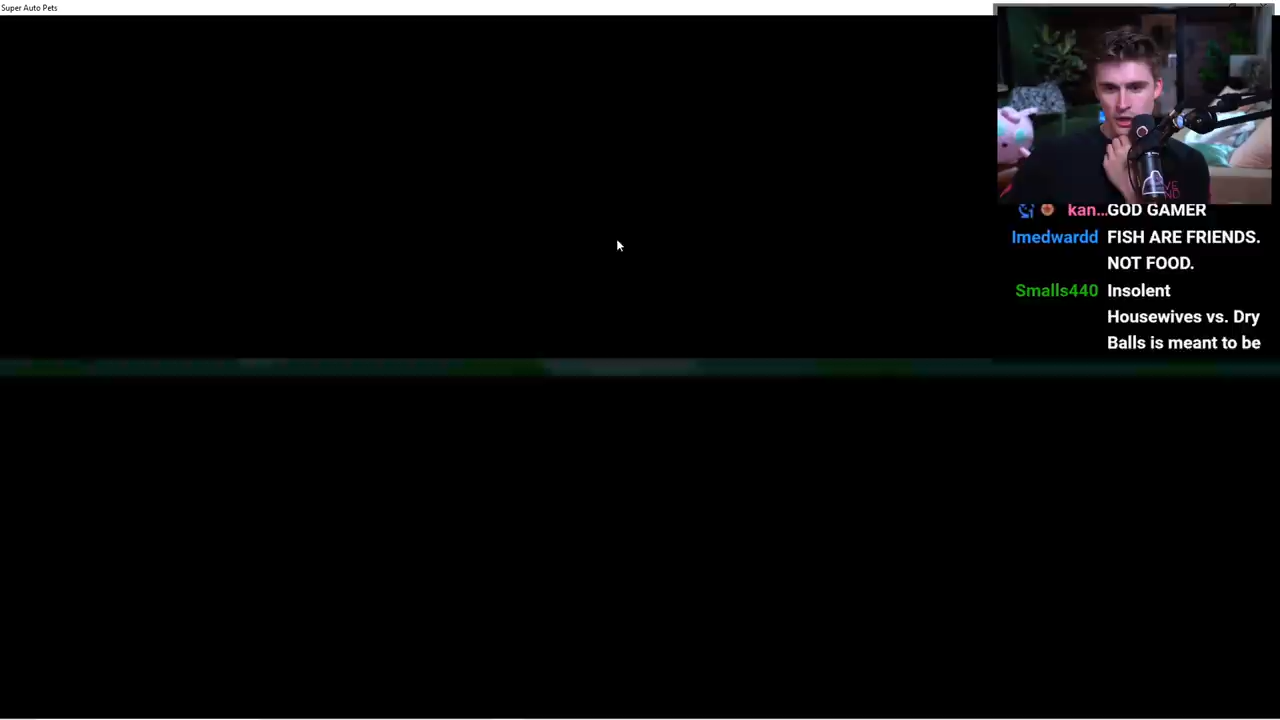 Super Auto Pets
kan…GOD GAMER
Imedwardd FISH ARE FRIENDS.
NOT FOOD.
Smalls440 Insolent
Housewives vs. Dry
Balls is meant to be